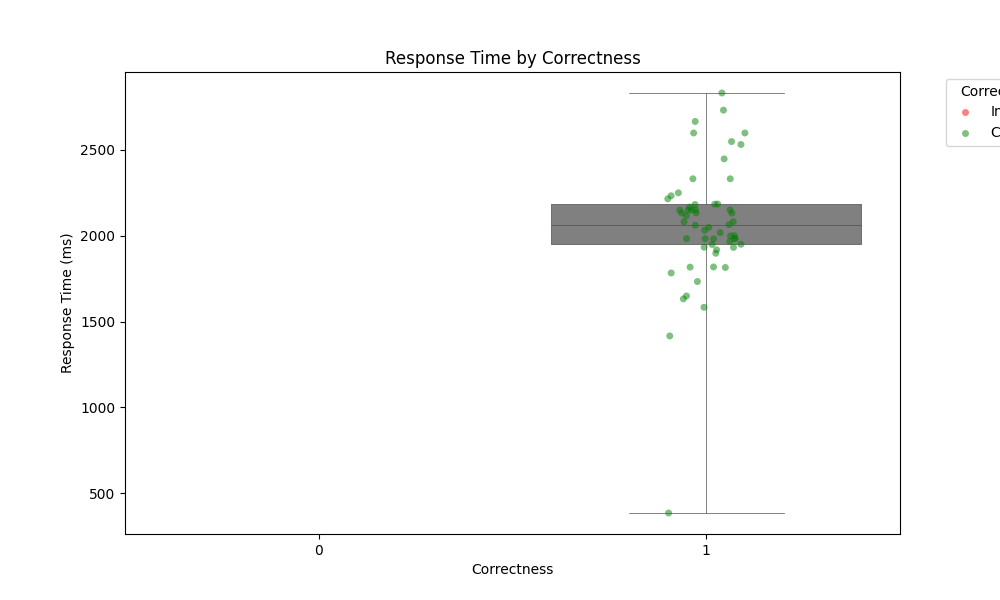 Response Time by Correctness
Response Time (ms)
2500
2000
1500
1000
500
0
1
Correctness
Correc
In
C